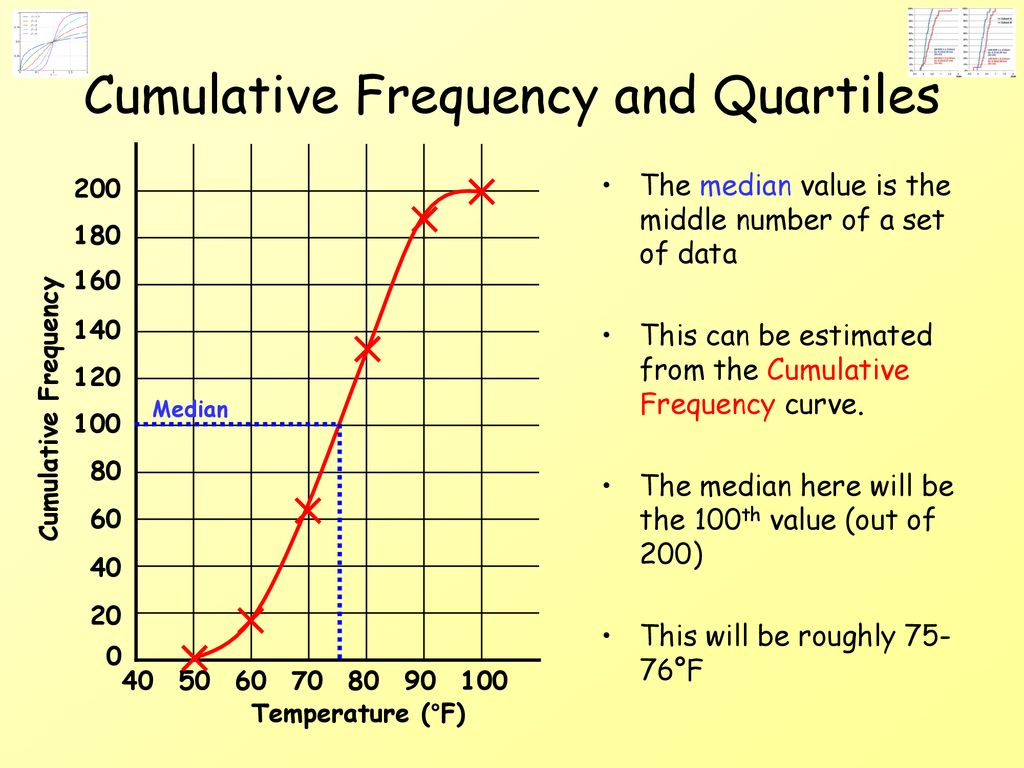 Cumulative Frequency and Quartiles
200
180
160
140
120
100
80
60
40
20
0
Cumulative Frequency
Median
40 50 60 70 80 90 100
Temperature (°F)
• The median value is the
middle number of a set
of data
• This can be estimated
from the Cumulative
Frequency curve.
• The median here will be
the 100th value (out of
200)
• This will be roughly 75-
76°F